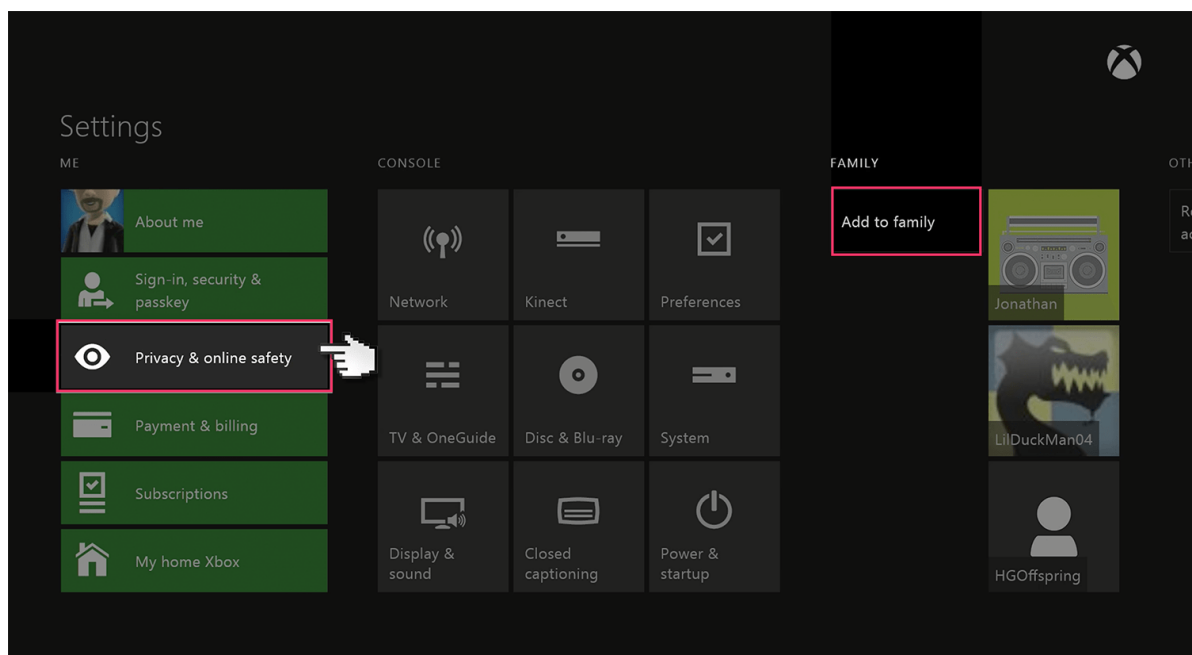 Settings
ME
About me
Sign-in, security &
passkey
Privacy & online safety
Payment & billing
Subscriptions
My home Xbox
CONSOLE
Network
Kinect
Preferences
TV & OneGuide
Disc & Blu-ray
System
Display &
sound
Closed
captioning
Power &
startup
FAMILY
Add to family
Jonathan
LilDuckMan04
HGOffspring